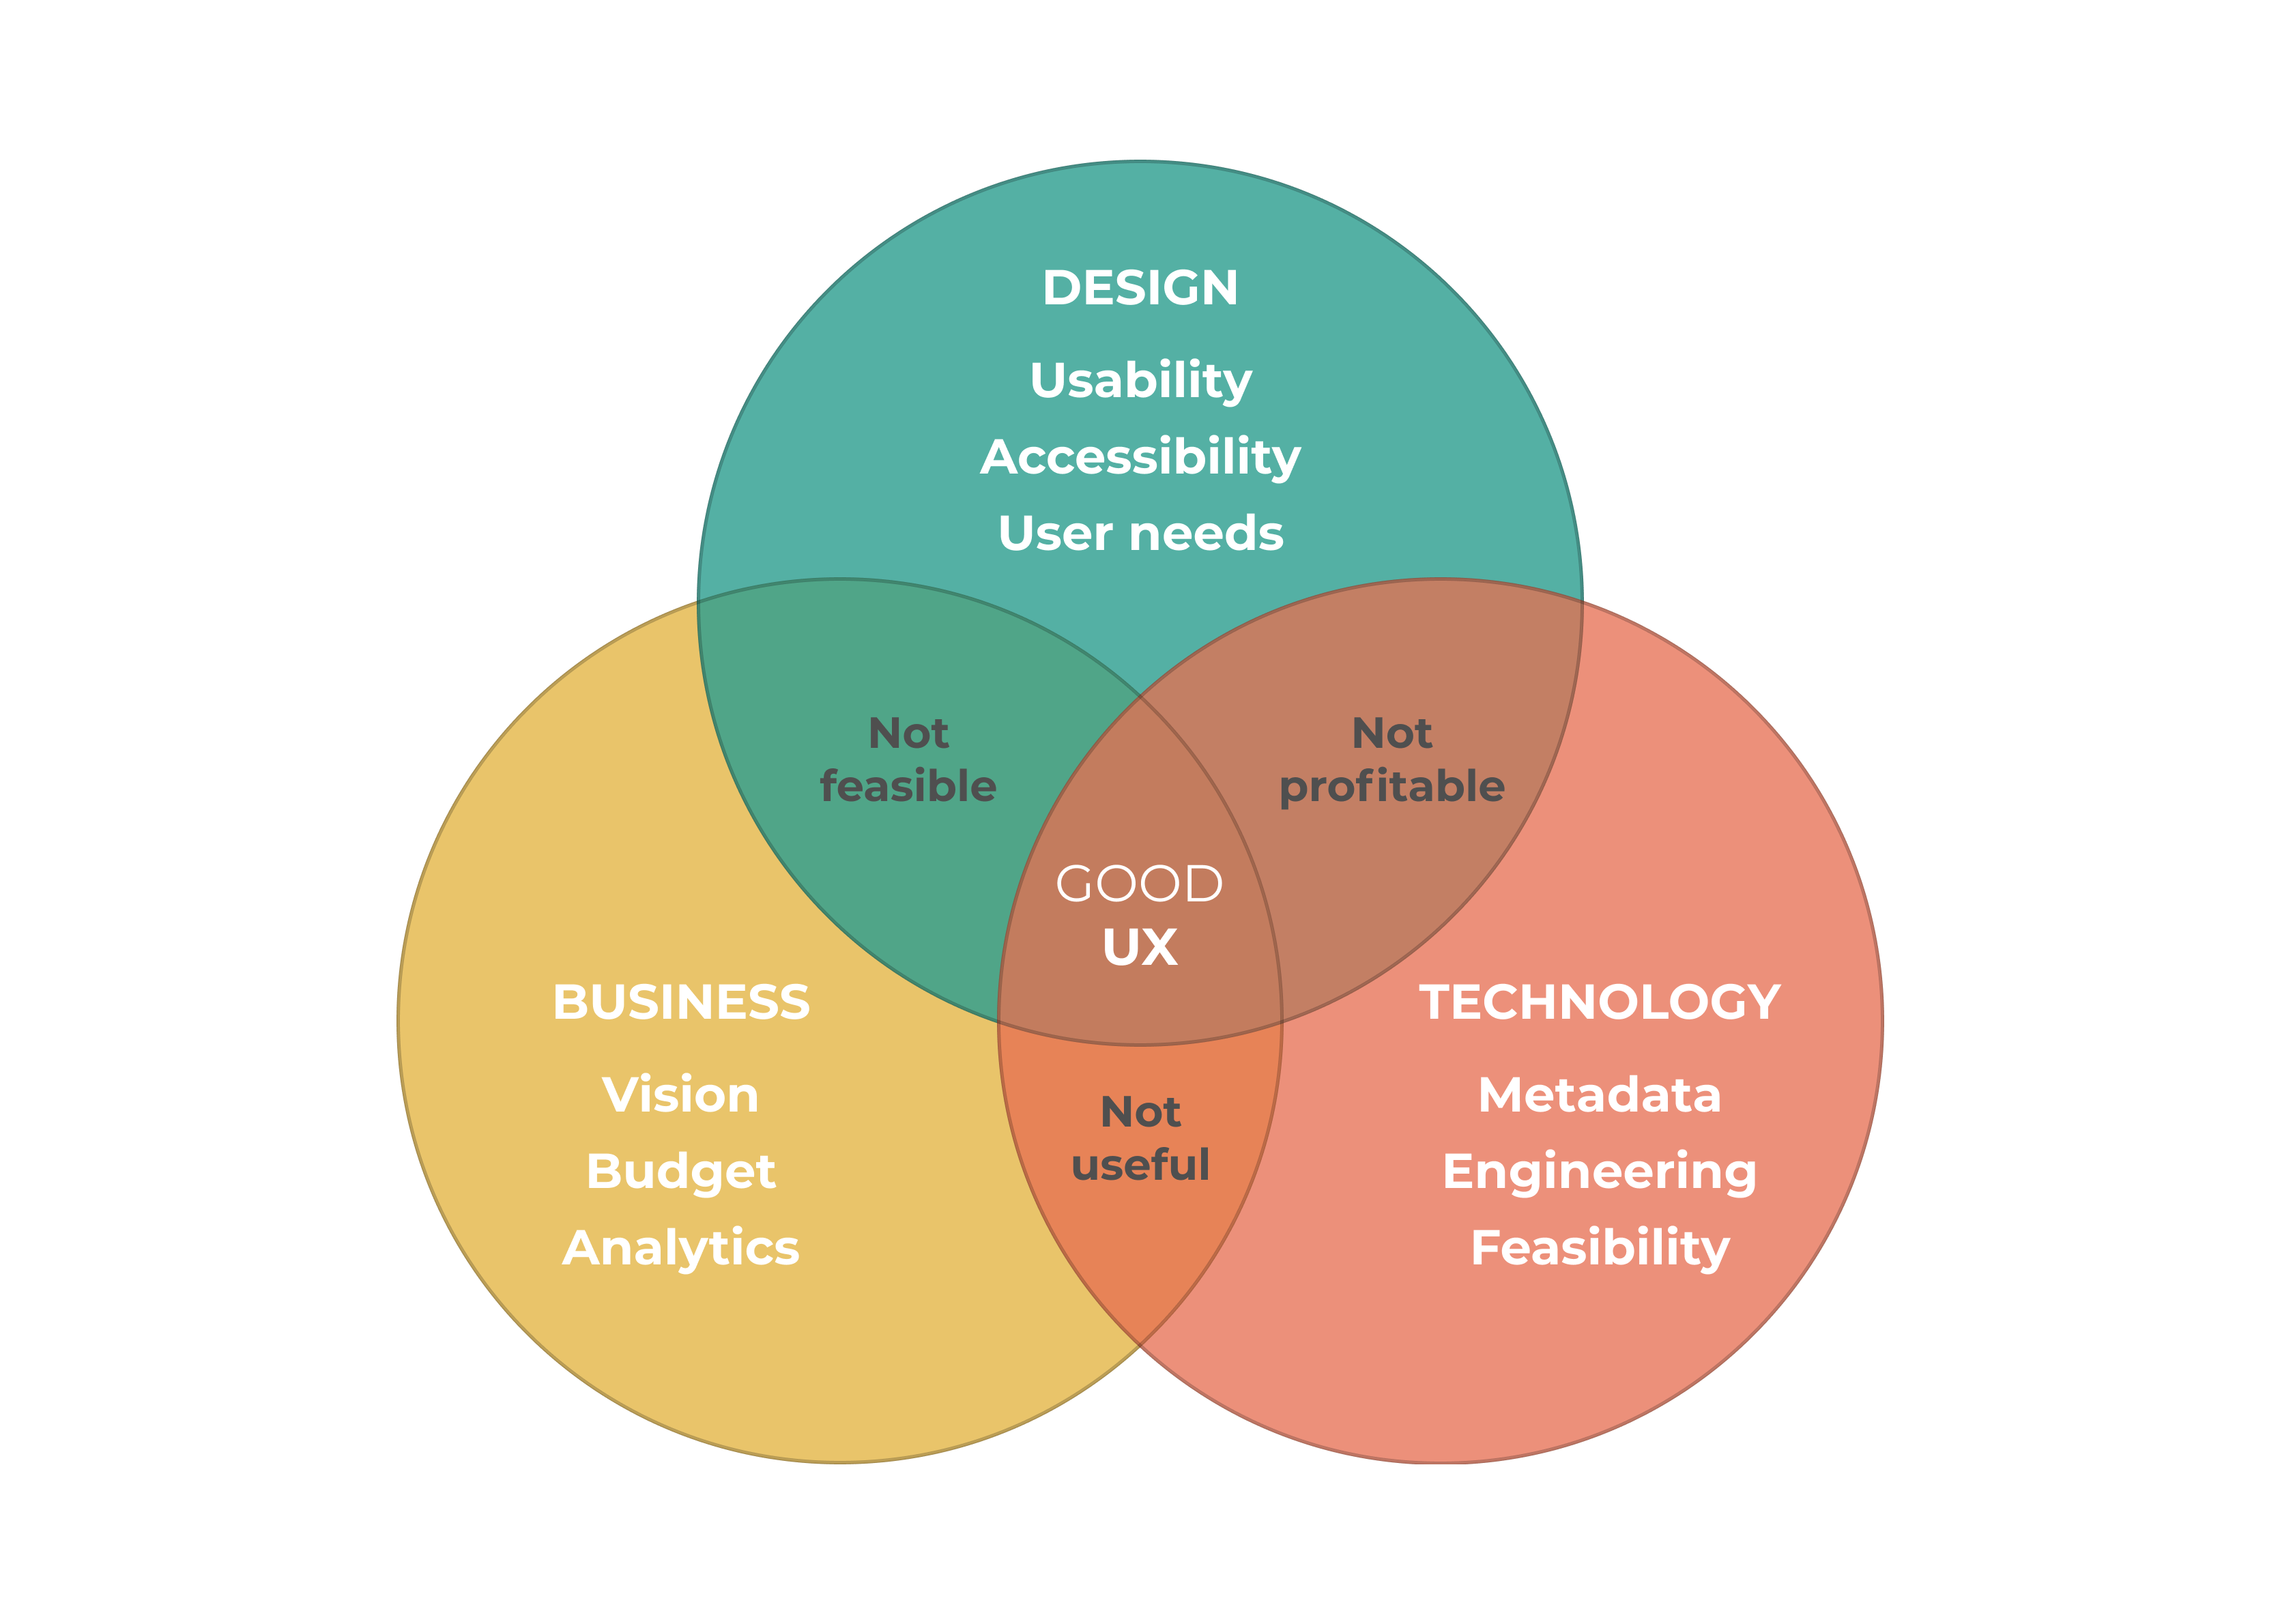 DESIGN
Usability
Accessibility
User needs
Not
feasible
Not
profitable
GOOD
UX
BUSINESS
Vision
Budget
Analytics
TECHNOLOGY
Metadata
Engineering
Feasibility
Not
useful